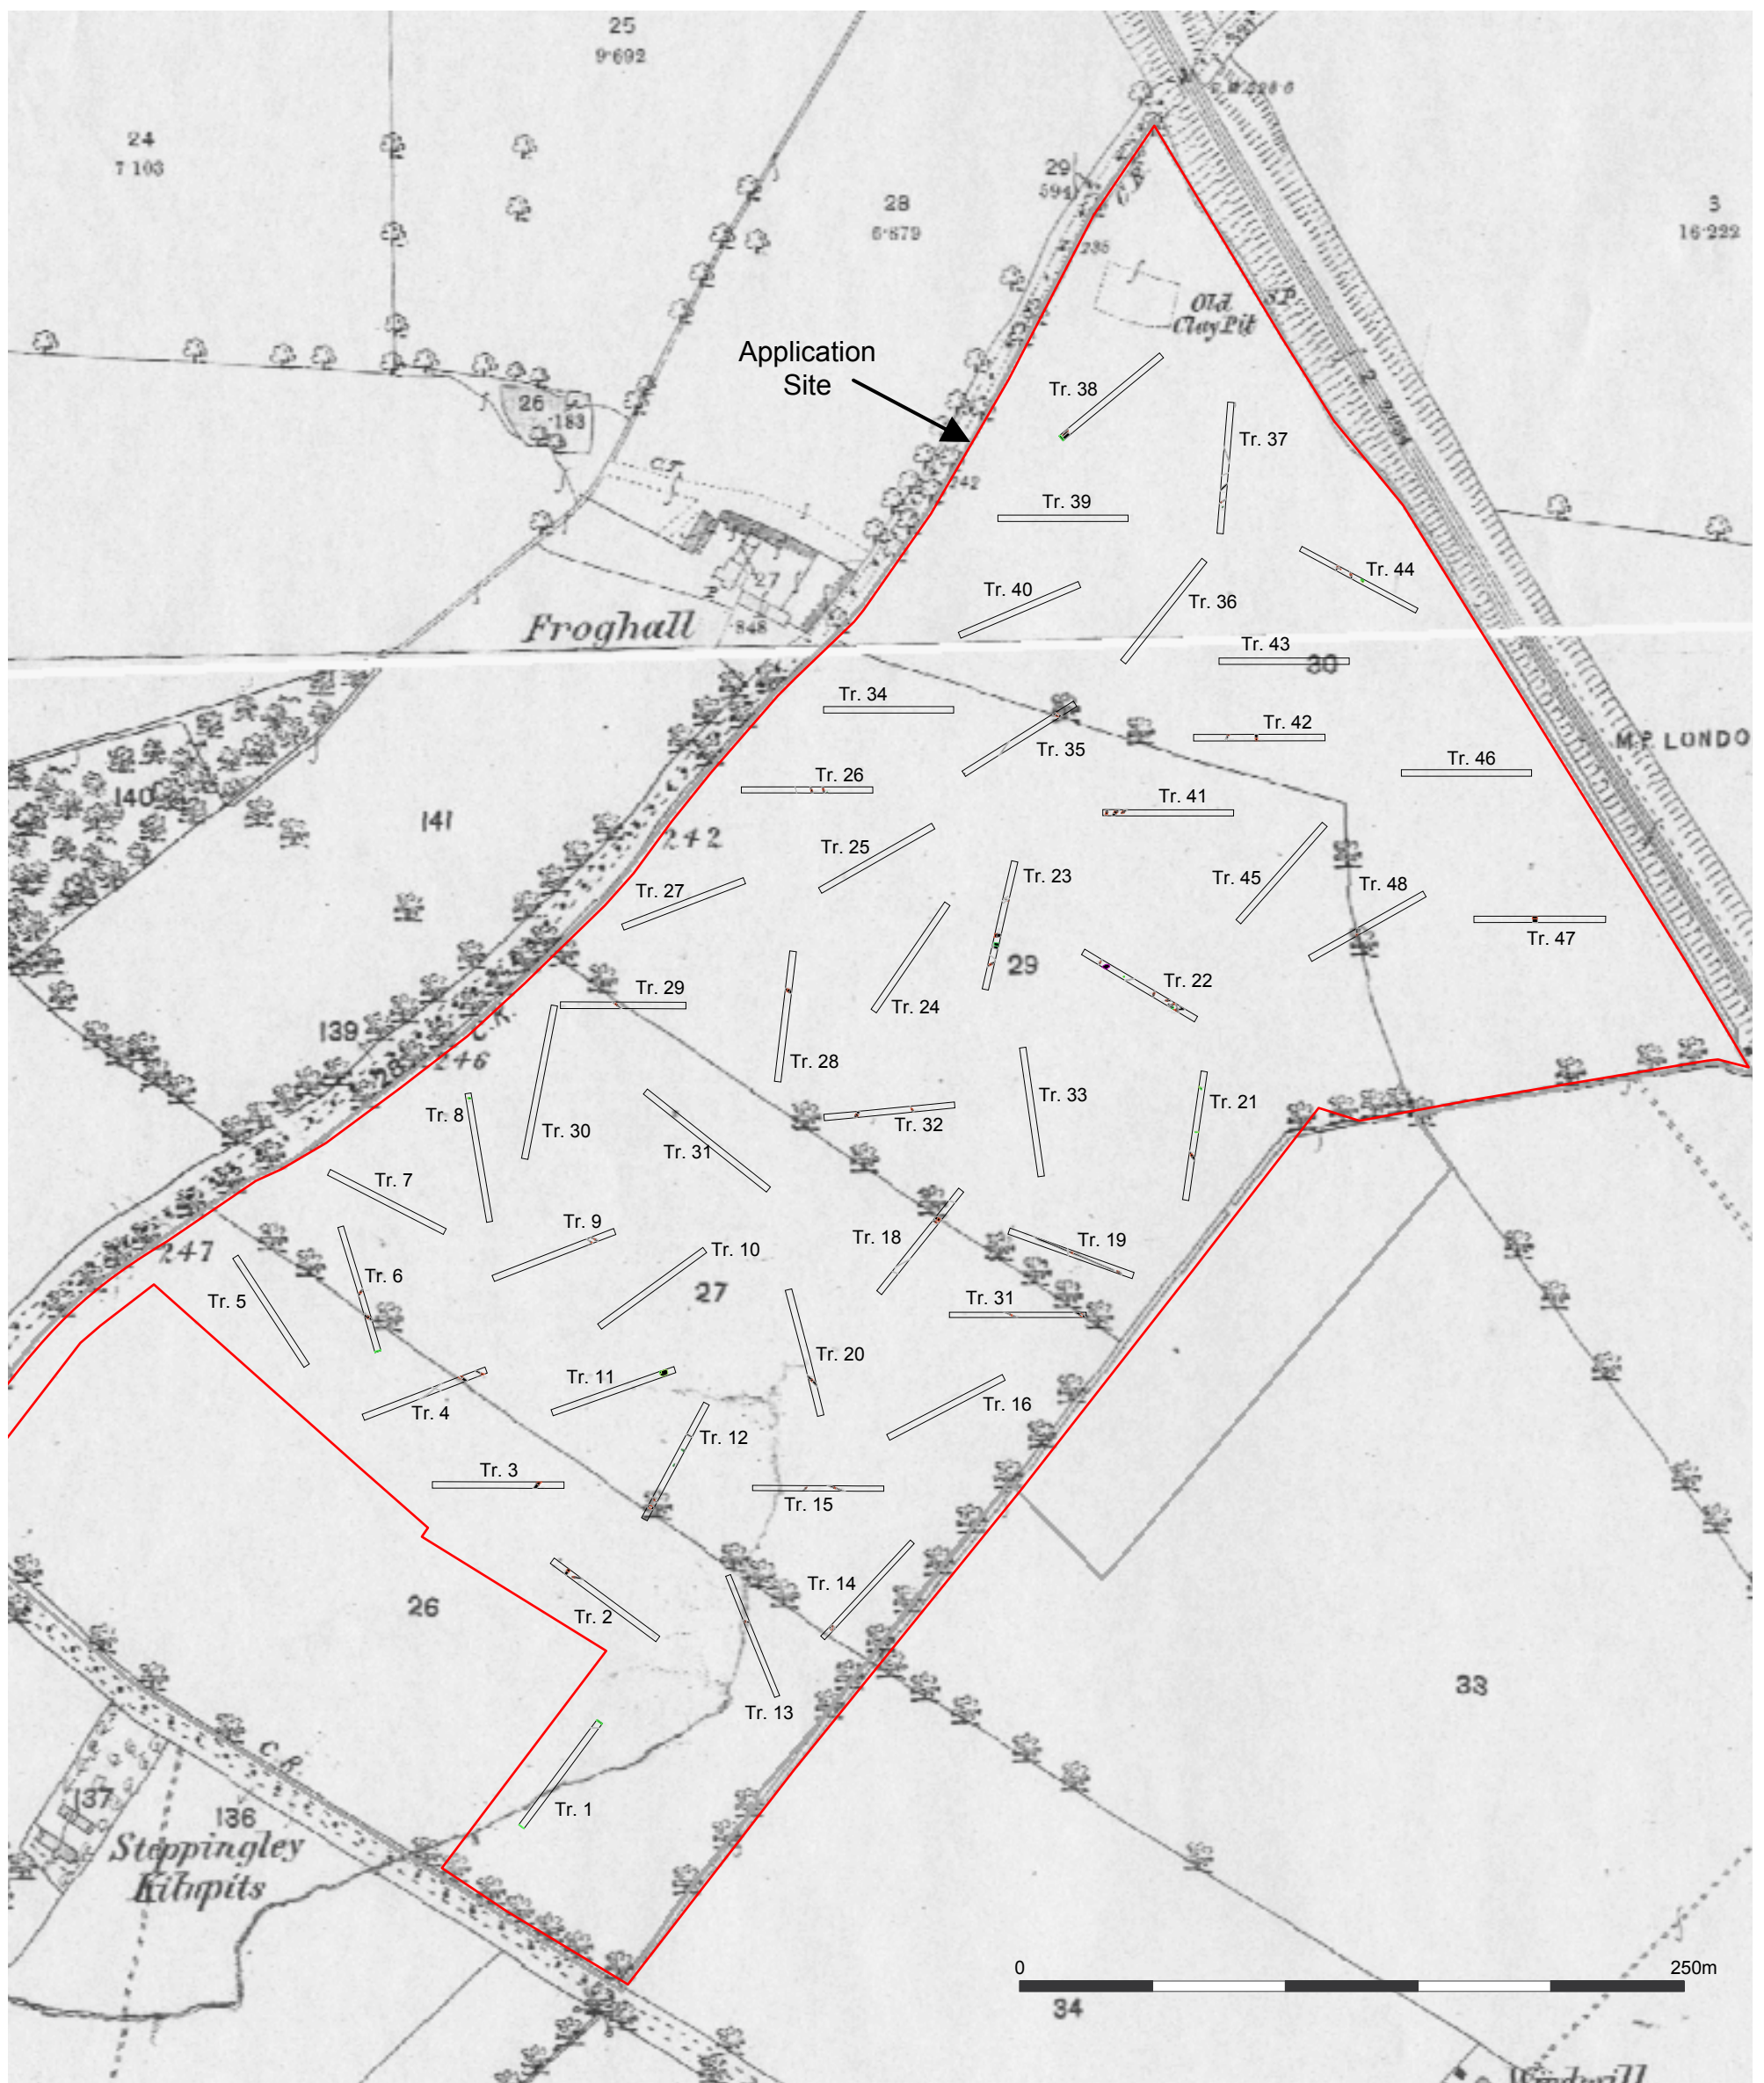 25
9·692
24
7·103
29
594
28
6·879
3
16·222
285
Old
Clay Pit
S.P.
Application
Site
26
·183
Tr. 38
Tr. 37
C.T.
242
Tr. 39
27
·848
Froghall
Tr. 44
Tr. 40
Tr. 36
Tr. 43
30
Tr. 34
Tr. 42
Tr. 35
M.P. LONDO
Tr. 46
Tr. 26
140
141
Tr. 41
242
Tr. 25
Tr. 45
Tr. 23
Tr. 48
Tr. 27
Tr. 47
29
Tr. 22
Tr. 29
Tr. 24
139
246
Tr. 28
Tr. 33
Tr. 21
Tr. 8
Tr. 30
Tr. 32
Tr. 31
Tr. 7
Tr. 9
Tr. 18
Tr. 19
247
Tr. 10
Tr. 6
27
Tr. 5
Tr. 31
Tr. 20
Tr. 11
Tr. 4
Tr. 16
Tr. 12
Tr. 3
Tr. 15
Tr. 14
26
Tr. 2
33
Tr. 13
C.R.
137
136
Tr. 1
Steppingley
Kilnpits
0 250m
34
Windmill